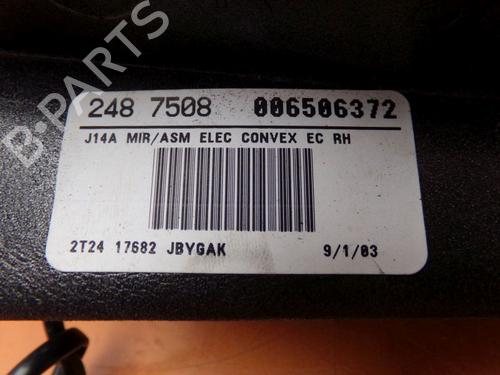 B-PARTS
248 7508 006506372
J14A MIR/ASM ELEC CONVEX EC RH
2T24 17682 JBYGAK 9/1/03